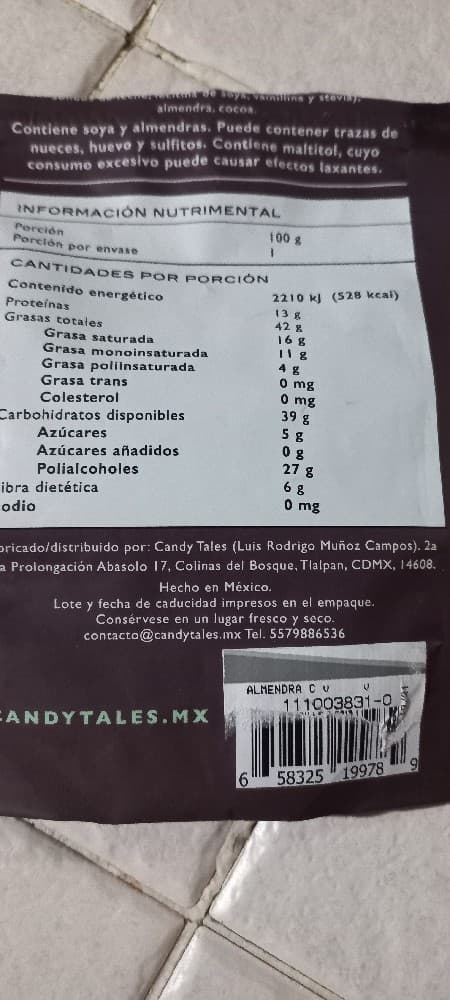 de soya, vainillina y stevia),
almendra, cocoa.
Contiene soya y almendras. Puede contener trazas de
nueces, huevo y sulfitos. Contiene maltitol, cuyo
consumo excesivo puede causar efectos laxantes.
INFORMACIÓN NUTRIMENTAL
Porción 100 g
Porción por envase 1
CANTIDADES POR PORCIÓN
Contenido energético 2210 kJ (528 kcal)
Proteínas 13 g
Grasas totales 42 g
Grasa saturada 16 g
Grasa monoinsaturada 11 g
Grasa poliinsaturada 4 g
Grasa trans 0 mg
Colesterol 0 mg
Carbohidratos disponibles 39 g
Azúcares 5 g
Azúcares añadidos 0 g
Polialcoholes 27 g
ibra dietética 6 g
odio 0 mg
bricado/distribuido por: Candy Tales (Luis Rodrigo Muñoz Campos). 2a
a Prolongación Abasolo 17, Colinas del Bosque, Tlalpan, CDMX, 14608.
Hecho en México.
Lote y fecha de caducidad impresos en el empaque.
Consérvese en un lugar fresco y seco.
contacto@candytales.mx Tel. 5579886536
CANDYTALES.MX
ALMENDRA C U U
111003831-0
6 58325 19978 9